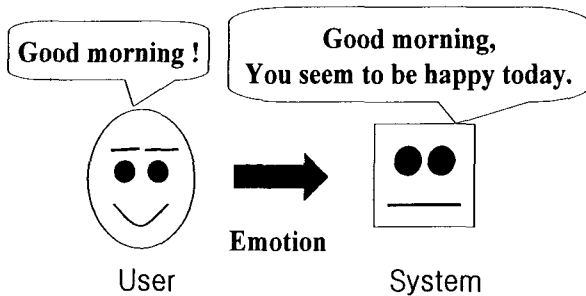 Good morning !
Good morning,
You seem to be happy today.
Emotion
User
System